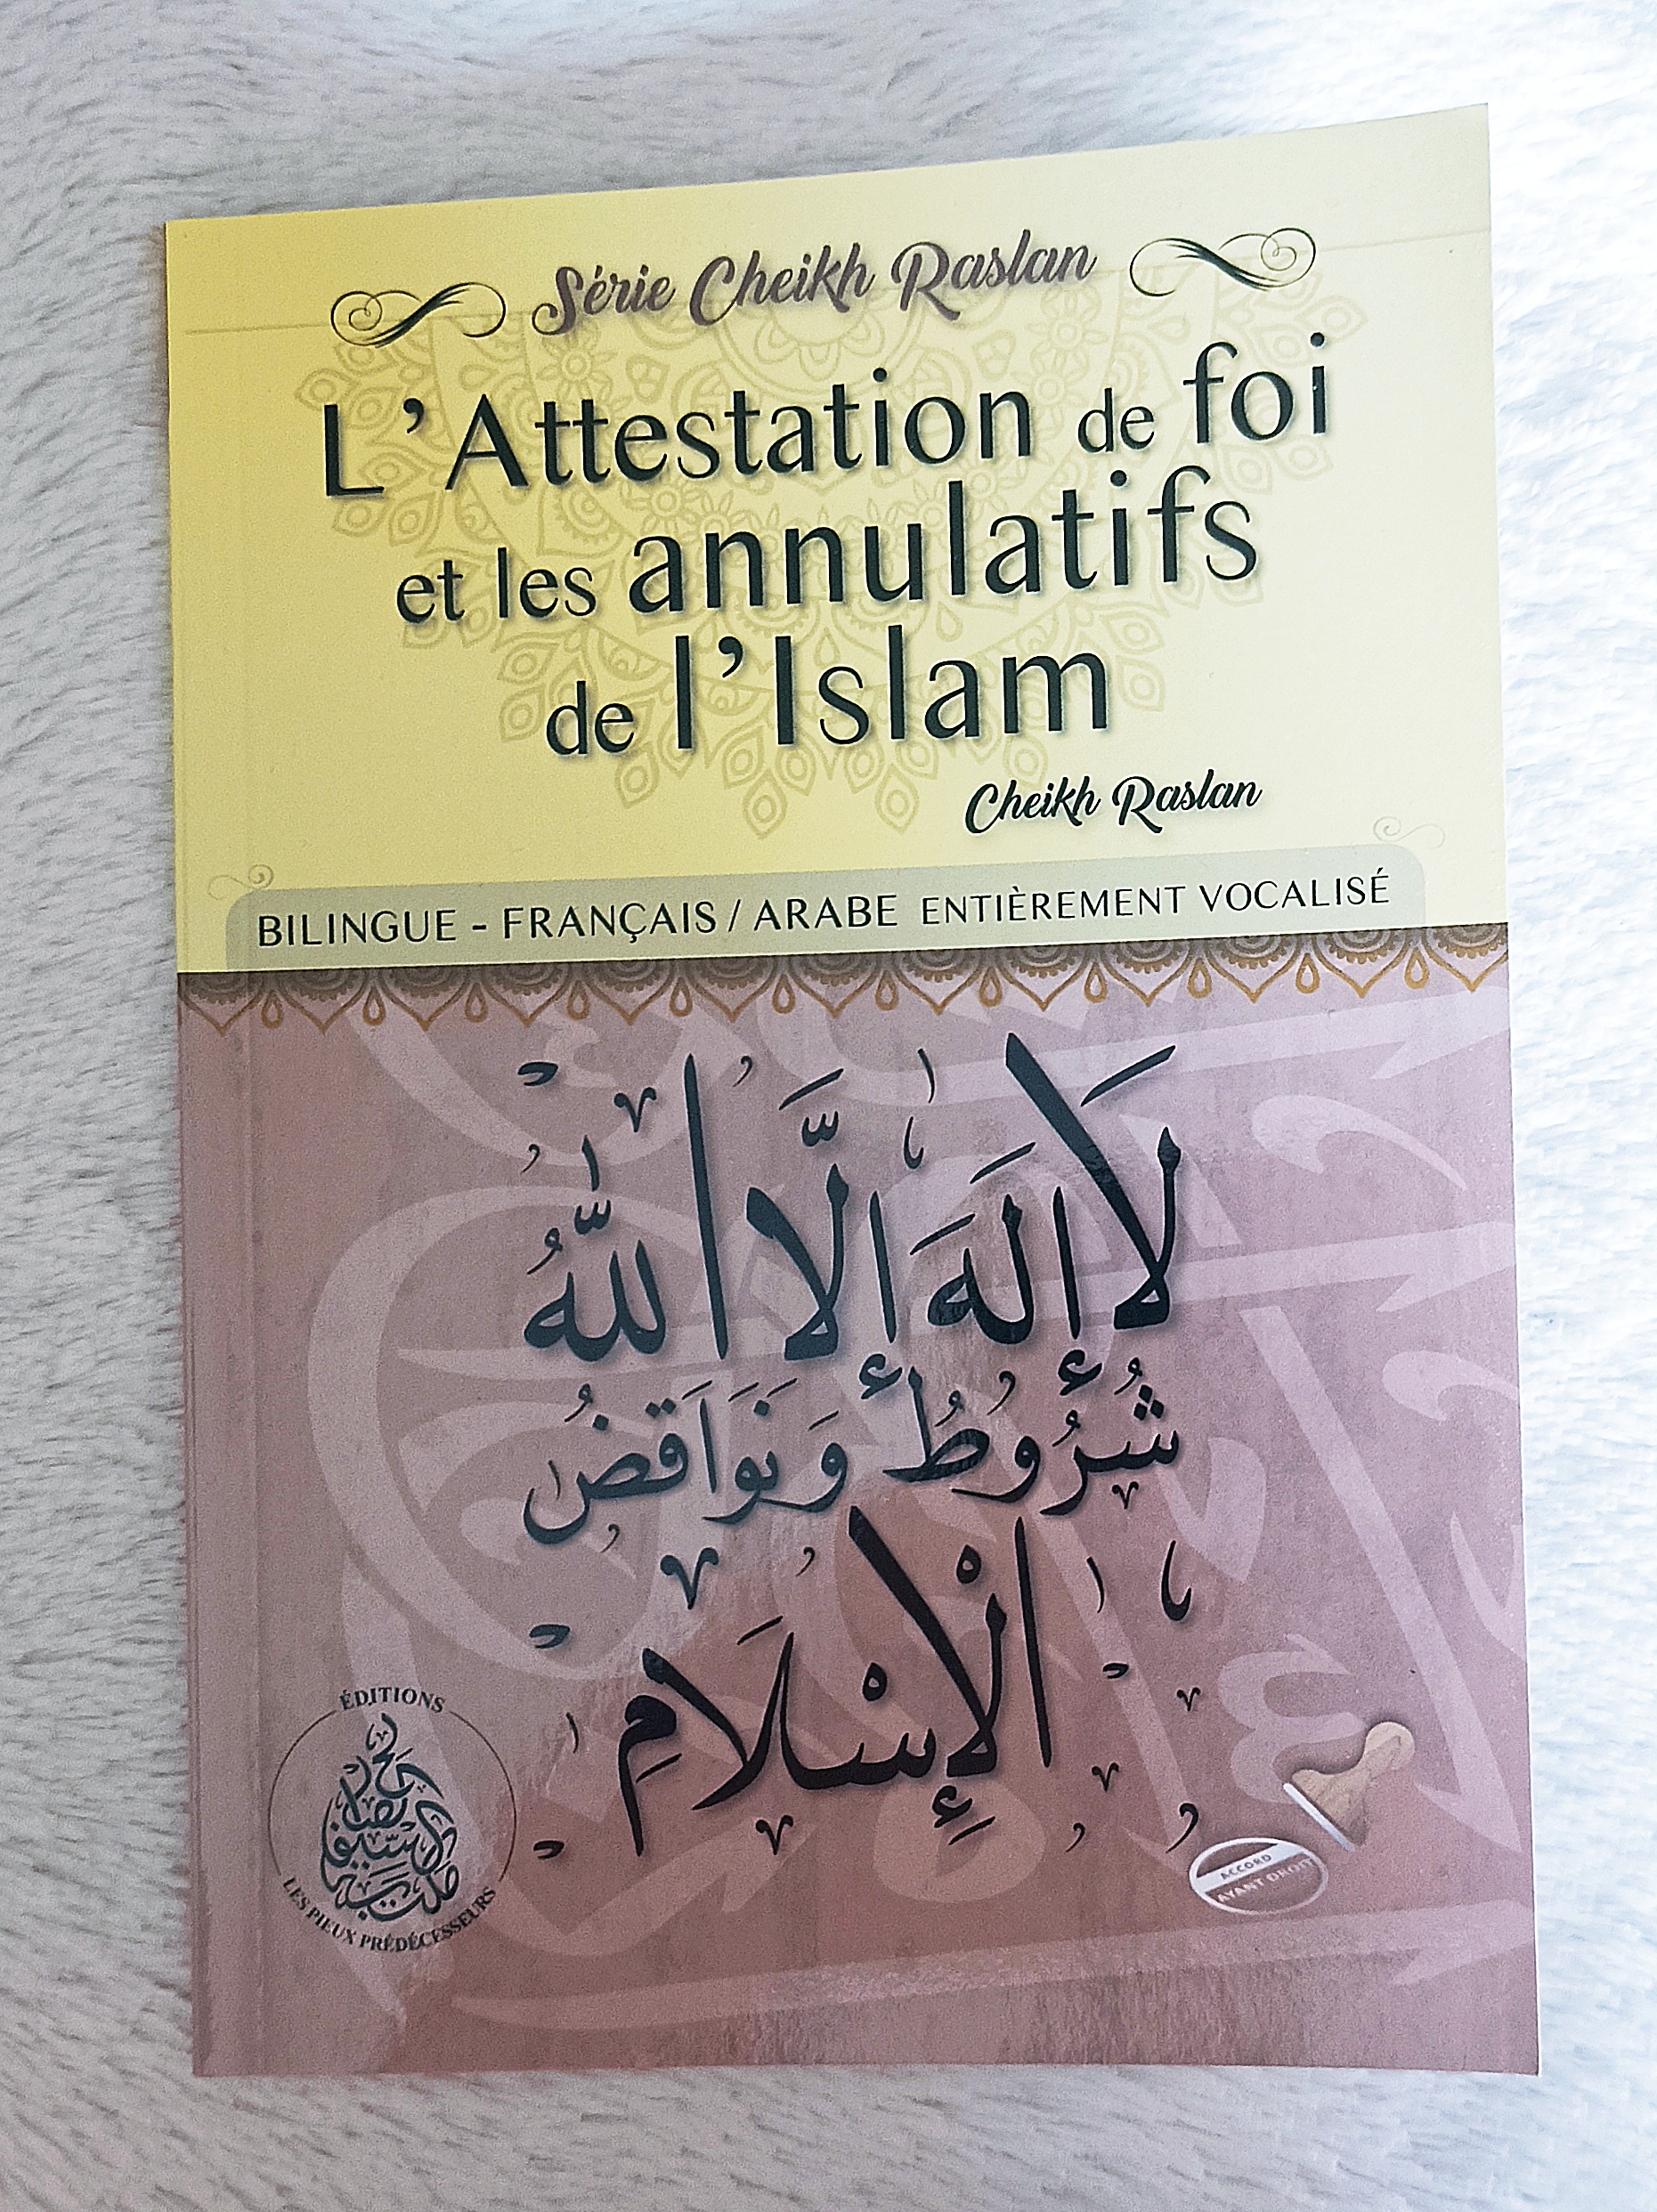 Série Cheikh Raslan
L'Attestation de foi
et les annulatifs
de l'Islam
Cheikh Raslan
BILINGUE - FRANÇAIS / ARABE ENTIÈREMENT VOCALISÉ
لَا إِلَهَ إِلَّا اللَّهُ
شُرُوطُ وَنَوَاقَضُ
الْإِسْلَامِ
ÉDITIONS
LES PIEUX PRÉDÉCESSEURS
ACCORD
AYANT DROIT